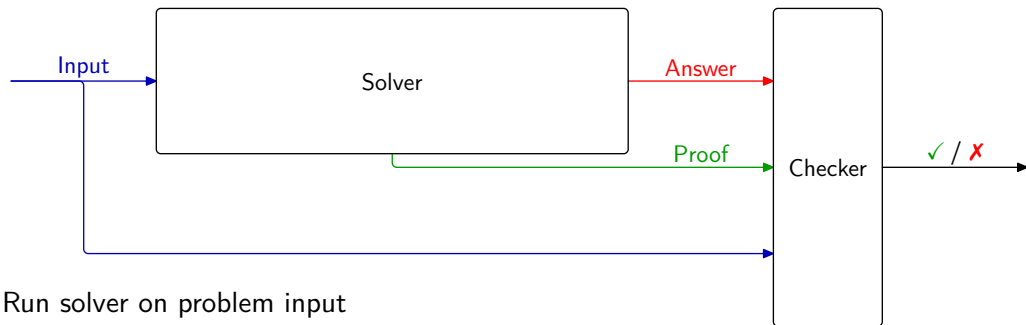 Input
Solver
Answer
Proof
Checker
✓ / ✗
Run solver on problem input